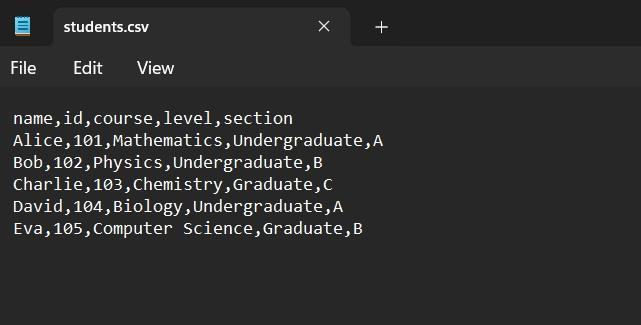 students.csv
File Edit View
name,id,course,level,section
Alice,101,Mathematics,Undergraduate,A
Bob,102,Physics,Undergraduate,B
Charlie,103,Chemistry,Graduate,C
David,104,Biology,Undergraduate,A
Eva,105,Computer Science,Graduate,B